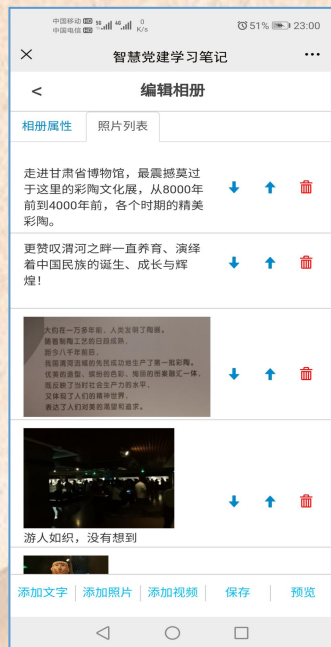 中国移动 HD 5G 4G 0
中国电信 HD K/s
51% 23:00
智慧党建学习笔记
编辑相册
相册属性 照片列表
走进甘肃省博物馆，最震撼莫过
于这里的彩陶文化展，从8000年
前到4000年前，各个时期的精美
彩陶。
更赞叹渭河之畔一直养育、演绎
着中国民族的诞生、成长与辉
煌！
大约在一万多年前，人类发明了陶器。
随着制陶工艺的日趋成熟，
距今八千年前后，
我国渭河流域的先民成功地生产了第一批彩陶。
优美的造型、缤纷的色彩、绚丽的图案融汇一体，
既反映了当时社会生产力的水平，
又体现了人们的精神世界，
表达了人们对美的渴望和追求。
游人如织，没有想到
添加文字 添加照片 添加视频 保存 预览